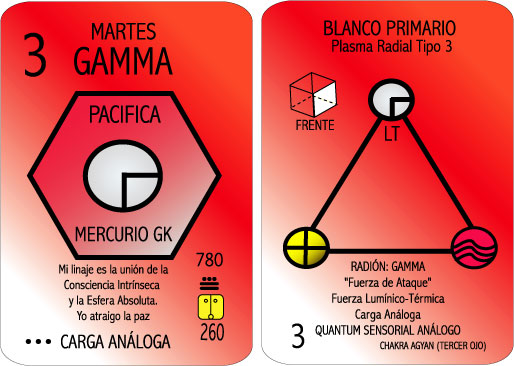 3
MARTES
GAMMA
PACIFICA
MERCURIO GK
Mi linaje es la unión de la
Consciencia Intrínseca
y la Esfera Absoluta.
Yo atraigo la paz
780
260
CARGA ANÁLOGA
BLANCO PRIMARIO
Plasma Radial Tipo 3
FRENTE
LT
RADIÓN: GAMMA
"Fuerza de Ataque"
Fuerza Lumínico-Térmica
Carga Análoga
3 QUANTUM SENSORIAL ANÁLOGO
CHAKRA AGYAN (TERCER OJO)